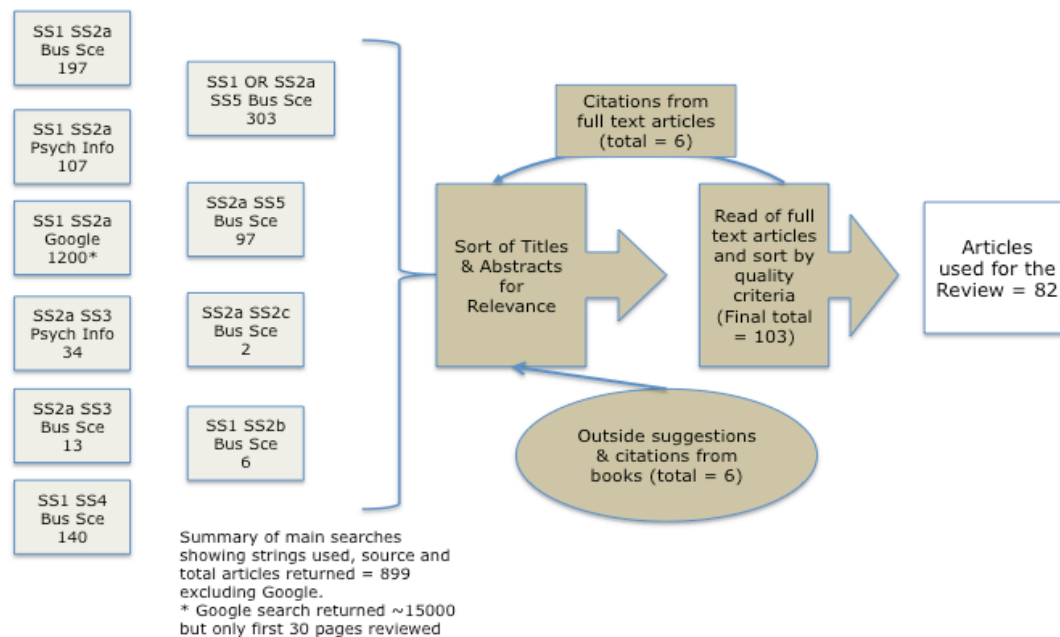 SS1 SS2a
Bus Sce
197
SS1 SS2a
Psych Info
107
SS1 SS2a
Google
1200*
SS2a SS3
Psych Info
34
SS2a SS3
Bus Sce
13
SS1 SS4
Bus Sce
140
SS1 OR SS2a
SS5 Bus Sce
303
SS2a SS5
Bus Sce
97
SS2a SS2c
Bus Sce
2
SS1 SS2b
Bus Sce
6
Summary of main searches
showing strings used, source and
total articles returned = 899
excluding Google.
* Google search returned ~15000
but only first 30 pages reviewed
Citations from
full text articles
(total = 6)
Sort of Titles
& Abstracts
for
Relevance
Read of full
text articles
and sort by
quality
criteria
(Final total
= 103)
Outside suggestions
& citations from
books (total = 6)
Articles
used for the
Review = 82